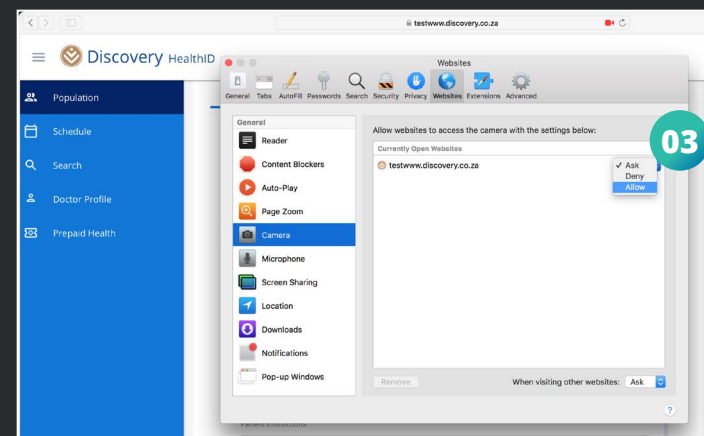 testwww.discovery.co.za
Discovery HealthID
Population
Schedule
Search
Doctor Profile
Prepaid Health
Websites
General Tabs AutoFill Passwords Search Security Privacy Websites Extensions Advanced
General
Reader
Content Blockers
Auto-Play
Page Zoom
Camera
Microphone
Screen Sharing
Location
Downloads
Notifications
Pop-up Windows
Allow websites to access the camera with the settings below:
Currently Open Websites
testwww.discovery.co.za
Ask
Deny
Allow
03
Remove
When visiting other websites: Ask
?
Patient Instructions